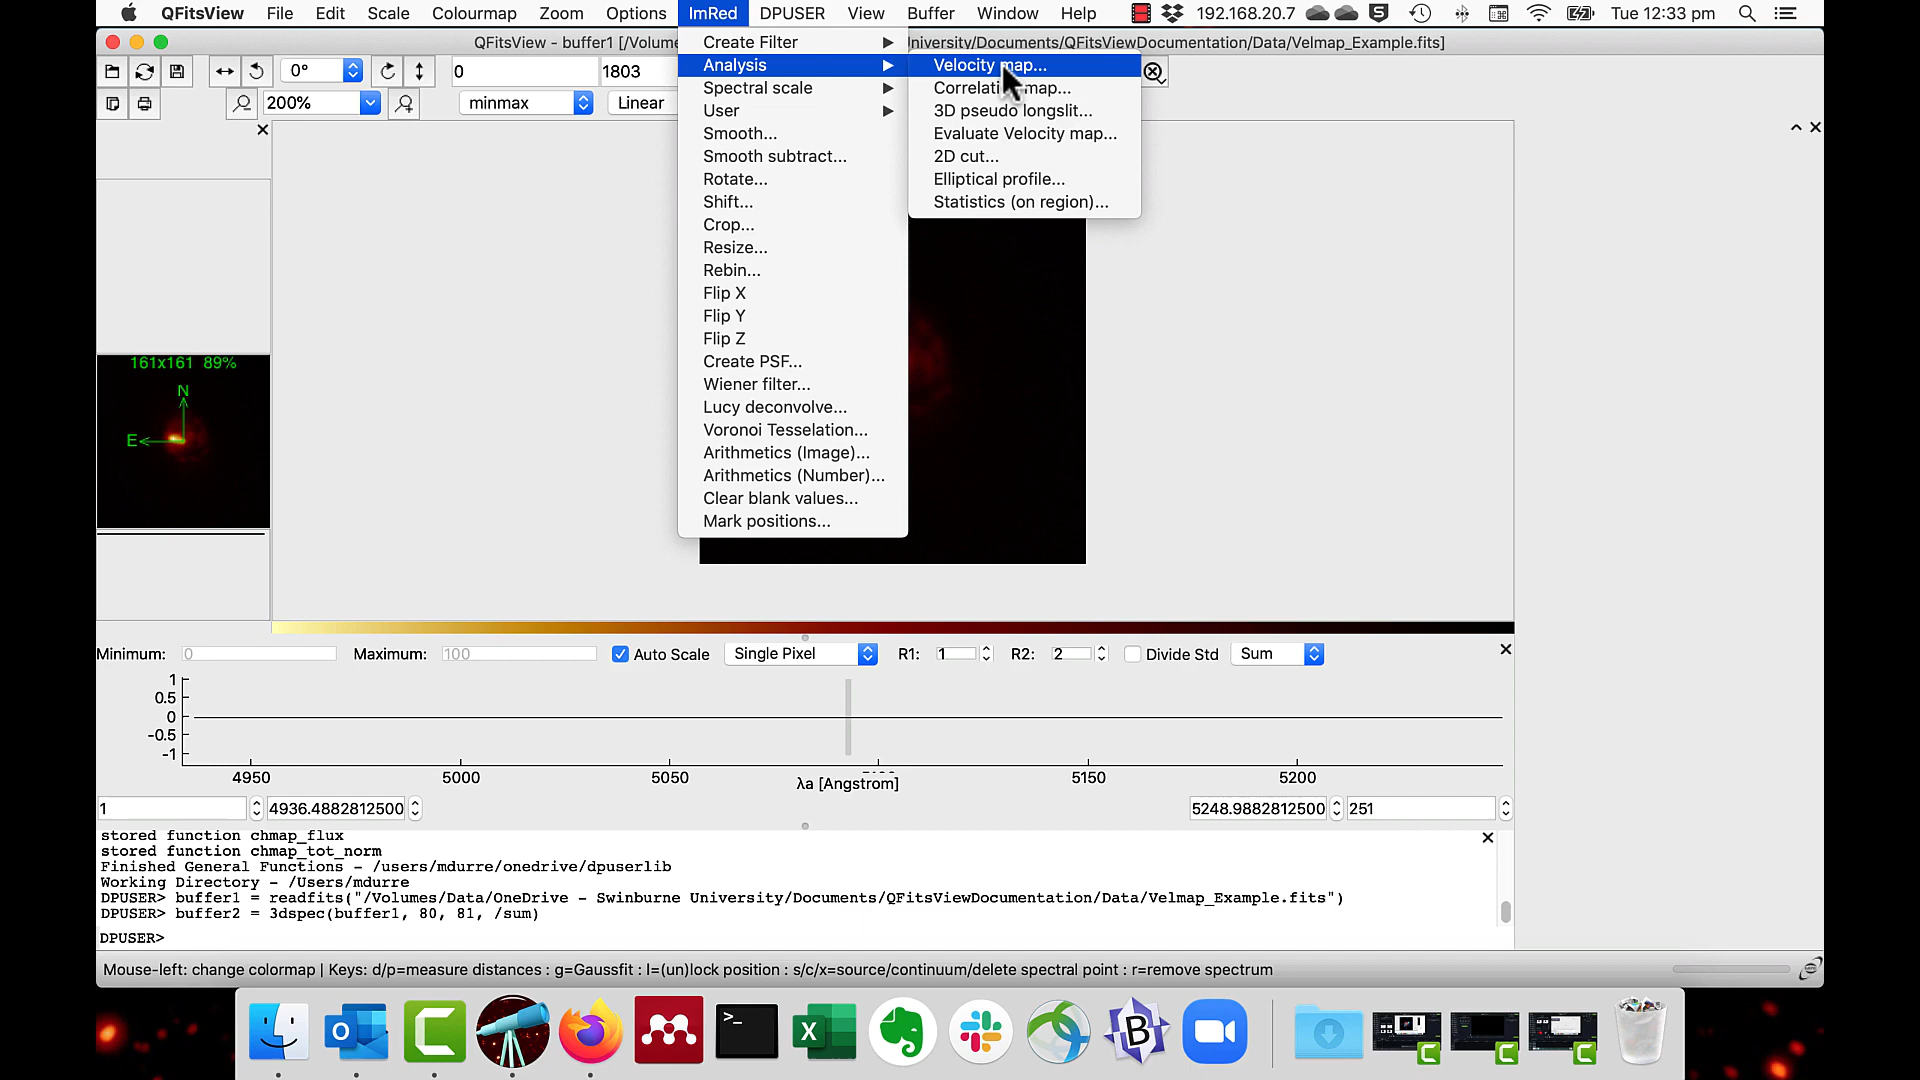 QFitsView File Edit Scale Colourmap Zoom Options ImRed DPUSER View Buffer Window Help 192.168.20.7 Tue 12:33 pm
QFitsView - buffer1 [/Volume
niversity/Documents/QFitsViewDocumentation/Data/Velmap_Example.fits]
0°
0
1803
200%
minmax
Linear
Create Filter
Analysis
Spectral scale
User
Smooth...
Smooth subtract...
Rotate...
Shift...
Crop...
Resize...
Rebin...
Flip X
Flip Y
Flip Z
Create PSF...
Wiener filter...
Lucy deconvolve...
Voronoi Tesselation...
Arithmetics (Image)...
Arithmetics (Number)...
Clear blank values...
Mark positions...
Velocity map...
Correlati map...
3D pseudo longslit...
Evaluate Velocity map...
2D cut...
Elliptical profile...
Statistics (on region)...
161x161 89%
N
E
Minimum: 0 Maximum: 100 Auto Scale Single Pixel R1: 1 R2: 2 Divide Std Sum
1
0.5
0
-0.5
-1
4950 5000 5050 5150 5200
λa [Angstrom]
1 4936.4882812500 5248.9882812500 251
stored function chmap_flux
stored function chmap_tot_norm
Finished General Functions - /users/mdurre/onedrive/dpuserlib
Working Directory - /Users/mdurre
DPUSER> buffer1 = readfits("/Volumes/Data/OneDrive - Swinburne University/Documents/QFitsViewDocumentation/Data/Velmap_Example.fits")
DPUSER> buffer2 = 3dspec(buffer1, 80, 81, /sum)
DPUSER>
Mouse-left: change colormap | Keys: d/p=measure distances : g=Gaussfit : l=(un)lock position : s/c/x=source/continuum/delete spectral point : r=remove spectrum